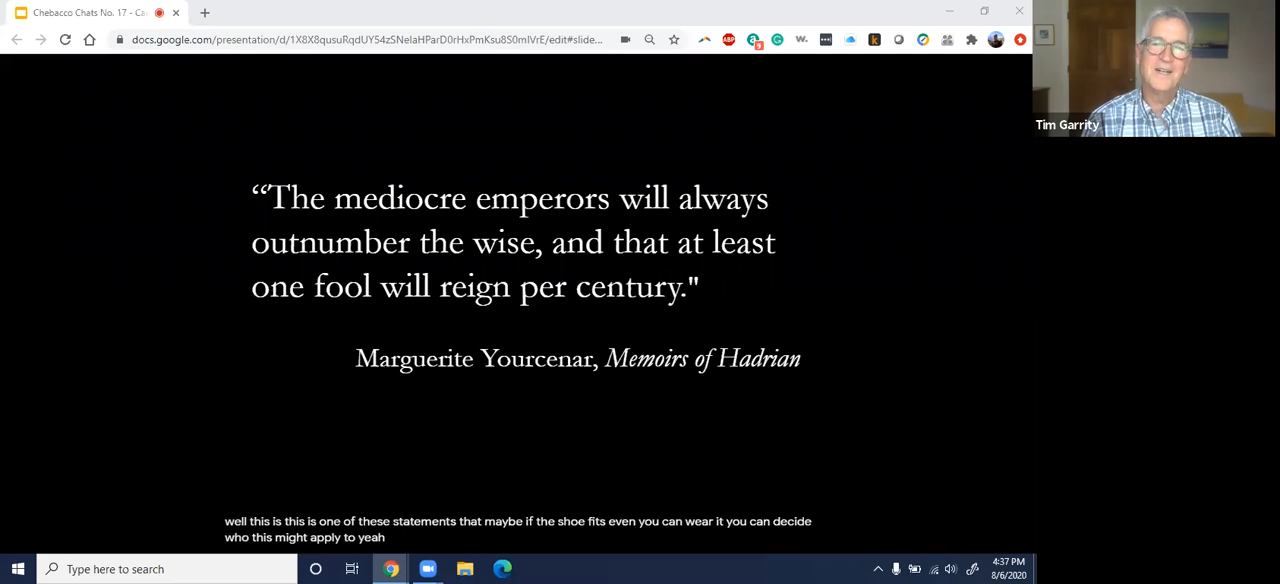 Chebacco Chats No. 17 - Ca
docs.google.com/presentation/d/1X8X8qusuRqdUY54zSNelaHParD0rHxPmKsu8S0mIVrE/edit#slide...
Tim Garrity
“The mediocre emperors will always
outnumber the wise, and that at least
one fool will reign per century."
Marguerite Yourcenar, Memoirs of Hadrian
well this is this is one of these statements that maybe if the shoe fits even you can wear it you can decide
who this might apply to yeah
Type here to search
4:37 PM
8/6/2020